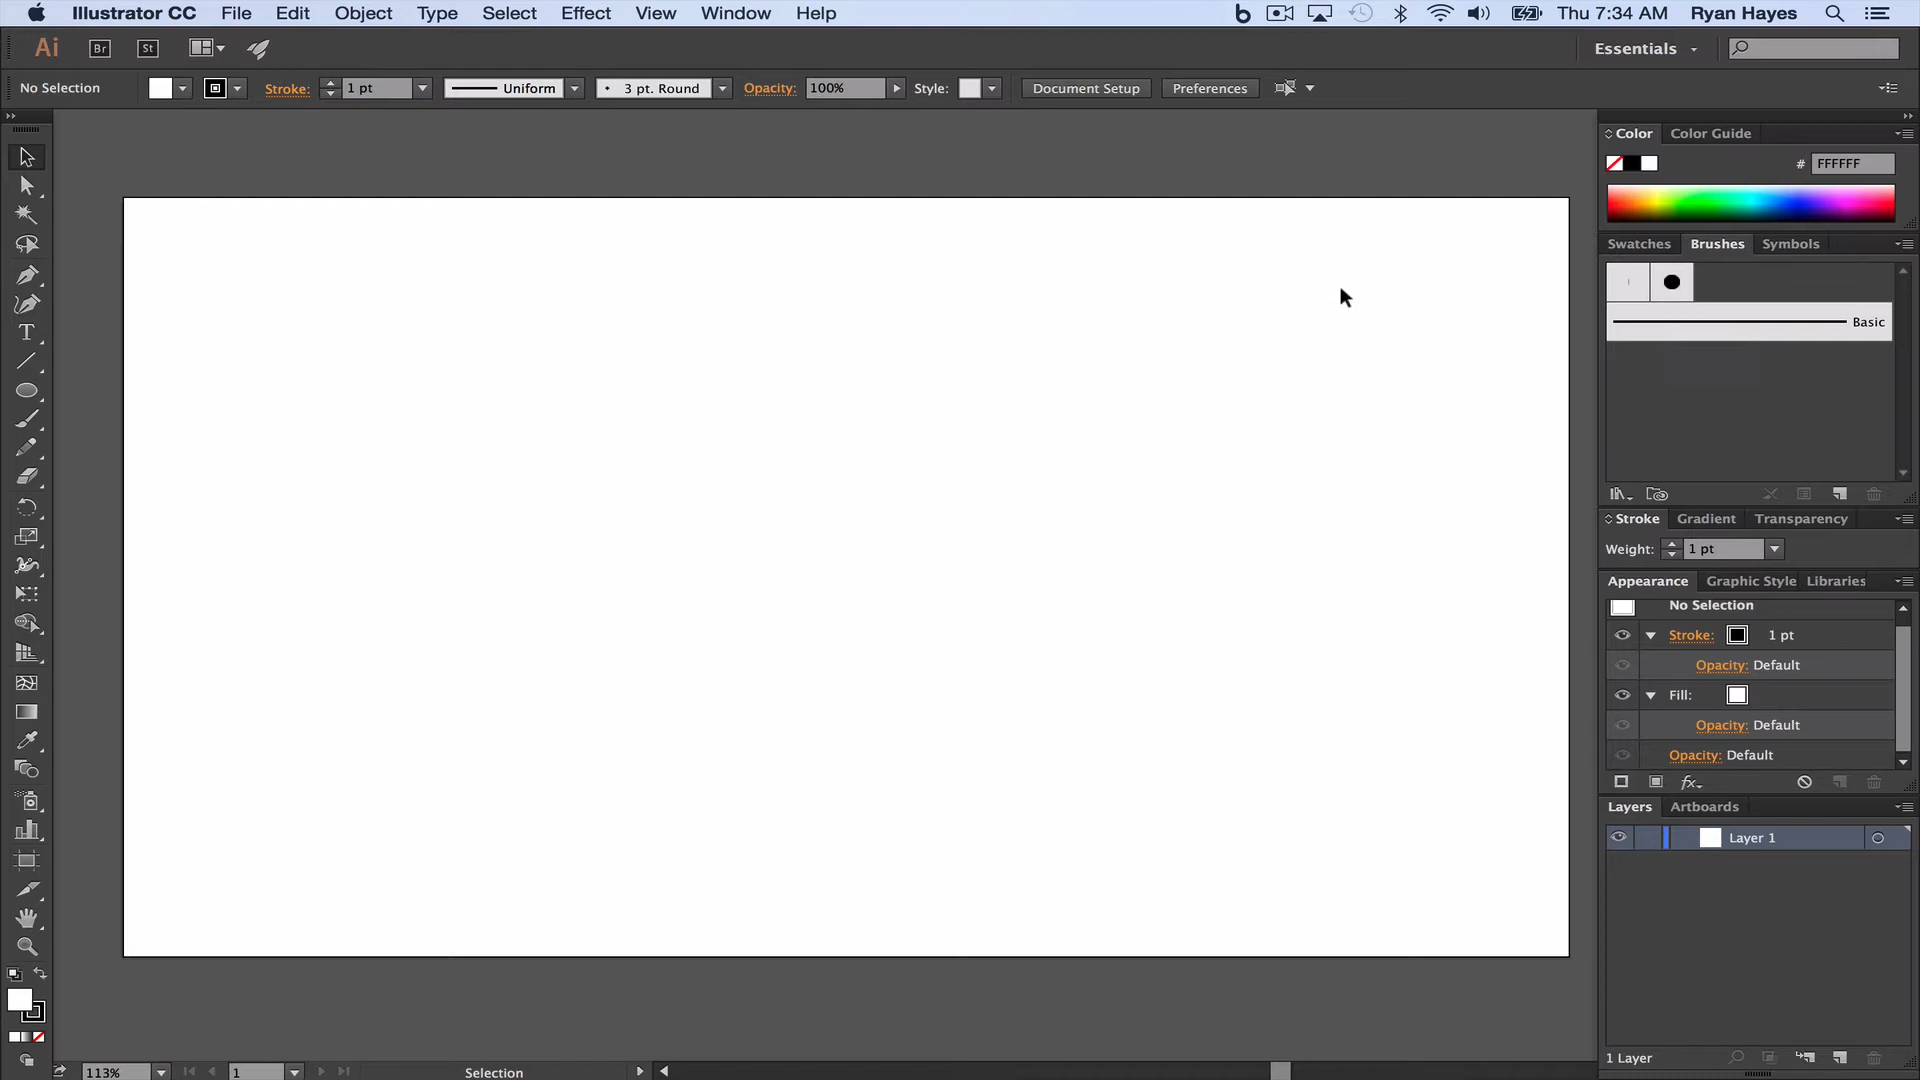 Illustrator CC File Edit Object Type Select Effect View Window Help Thu 7:34 AM Ryan Hayes
Ai Br St Essentials
No Selection Stroke: 1 pt Uniform 3 pt. Round Opacity: 100% Style: Document Setup Preferences
Color Color Guide
# FFFFFF
Swatches Brushes Symbols
Basic
Stroke Gradient Transparency
Weight: 1 pt
Appearance Graphic Style Libraries
No Selection
Stroke: 1 pt
Opacity: Default
Fill:
Opacity: Default
Opacity: Default
fx
Layers Artboards
Layer 1
1 Layer
113% 1 Selection